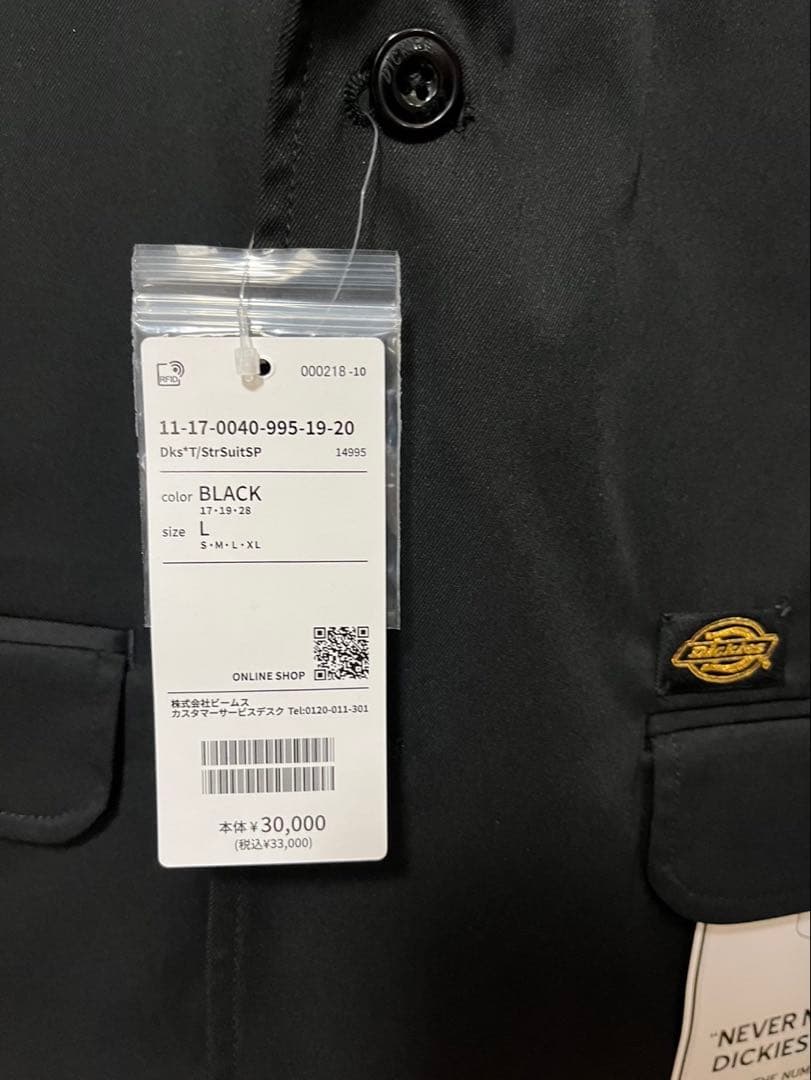 DICKIES
RFID
000218-10
11-17-0040-995-19-20
Dks*T/StrSuitSP 14995
color BLACK
17・19・28
size L
S・M・L・XL
ONLINE SHOP
株式会社ビームス
カスタマーサービスデスク Tel:0120-011-301
本体¥30,000
(税込¥33,000)
Dickies
"NEVER
DICKIES
THE